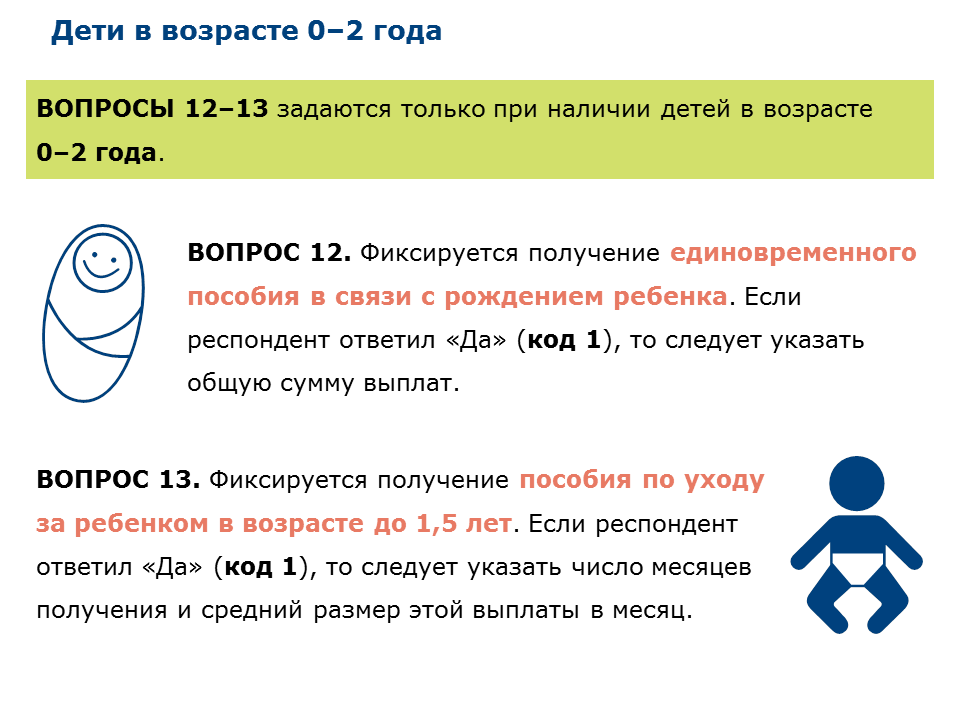 Дети в возрасте 0–2 года
ВОПРОСЫ 12–13 задаются только при наличии детей в возрасте
0–2 года.
ВОПРОС 12. Фиксируется получение единовременного
пособия в связи с рождением ребенка. Если
респондент ответил «Да» (код 1), то следует указать
общую сумму выплат.
ВОПРОС 13. Фиксируется получение пособия по уходу
за ребенком в возрасте до 1,5 лет. Если респондент
ответил «Да» (код 1), то следует указать число месяцев
получения и средний размер этой выплаты в месяц.